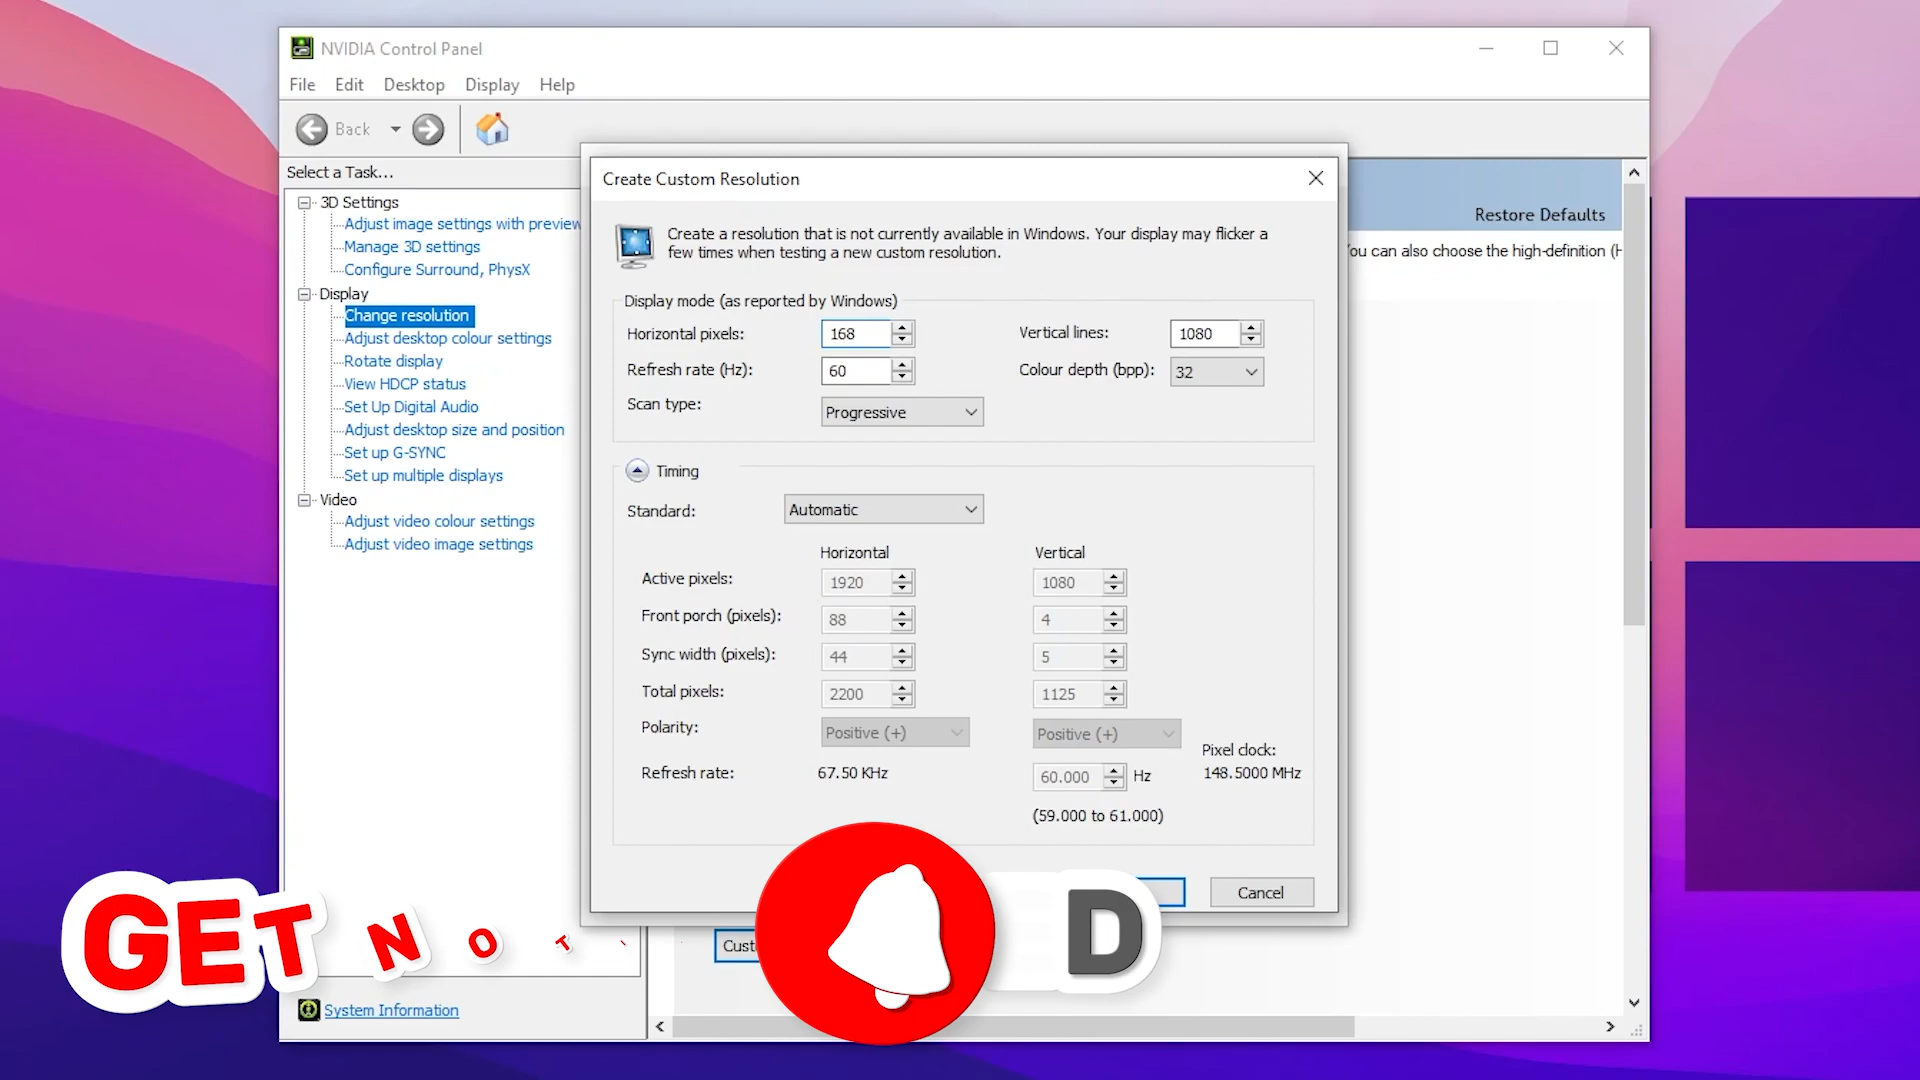 NVIDIA Control Panel
File Edit Desktop Display Help
Back
Select a Task...
3D Settings
Adjust image settings with preview
Manage 3D settings
Configure Surround, PhysX
Display
Change resolution
Adjust desktop colour settings
Rotate display
View HDCP status
Set Up Digital Audio
Adjust desktop size and position
Set up G-SYNC
Set up multiple displays
Video
Adjust video colour settings
Adjust video image settings
System Information
Restore Defaults
You can also choose the high-definition (H
Create Custom Resolution
Create a resolution that is not currently available in Windows. Your display may flicker a
few times when testing a new custom resolution.
Display mode (as reported by Windows)
Horizontal pixels: 168 Vertical lines: 1080
Refresh rate (Hz): 60 Colour depth (bpp): 32
Scan type: Progressive
Timing
Standard: Automatic
Horizontal Vertical
Active pixels: 1920 1080
Front porch (pixels): 88 4
Sync width (pixels): 44 5
Total pixels: 2200 1125
Polarity: Positive (+) Positive (+)
Pixel clock:
Refresh rate: 67.50 KHz 60.000 Hz 148.5000 MHz
(59.000 to 61.000)
Cancel
Cust
GET NOT D